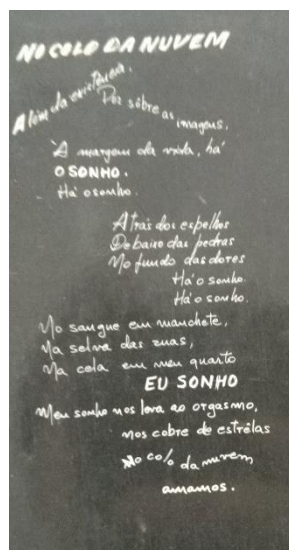 NO COLO DA NUVEM
Além da existência,
Por sôbre as imagens,
À margem da vida, há
O SONHO.
Há o sonho.
Atrás dos espelhos
Debaixo das pedras
No fundo das dores
Há o sonho.
Há o sonho.
No sangue em manchete,
Na selva das ruas,
Na cela em meu quarto
EU SONHO
Meu sonho nos leva ao orgasmo,
nos cobre de estrêlas
No colo da nuvem
amamos.